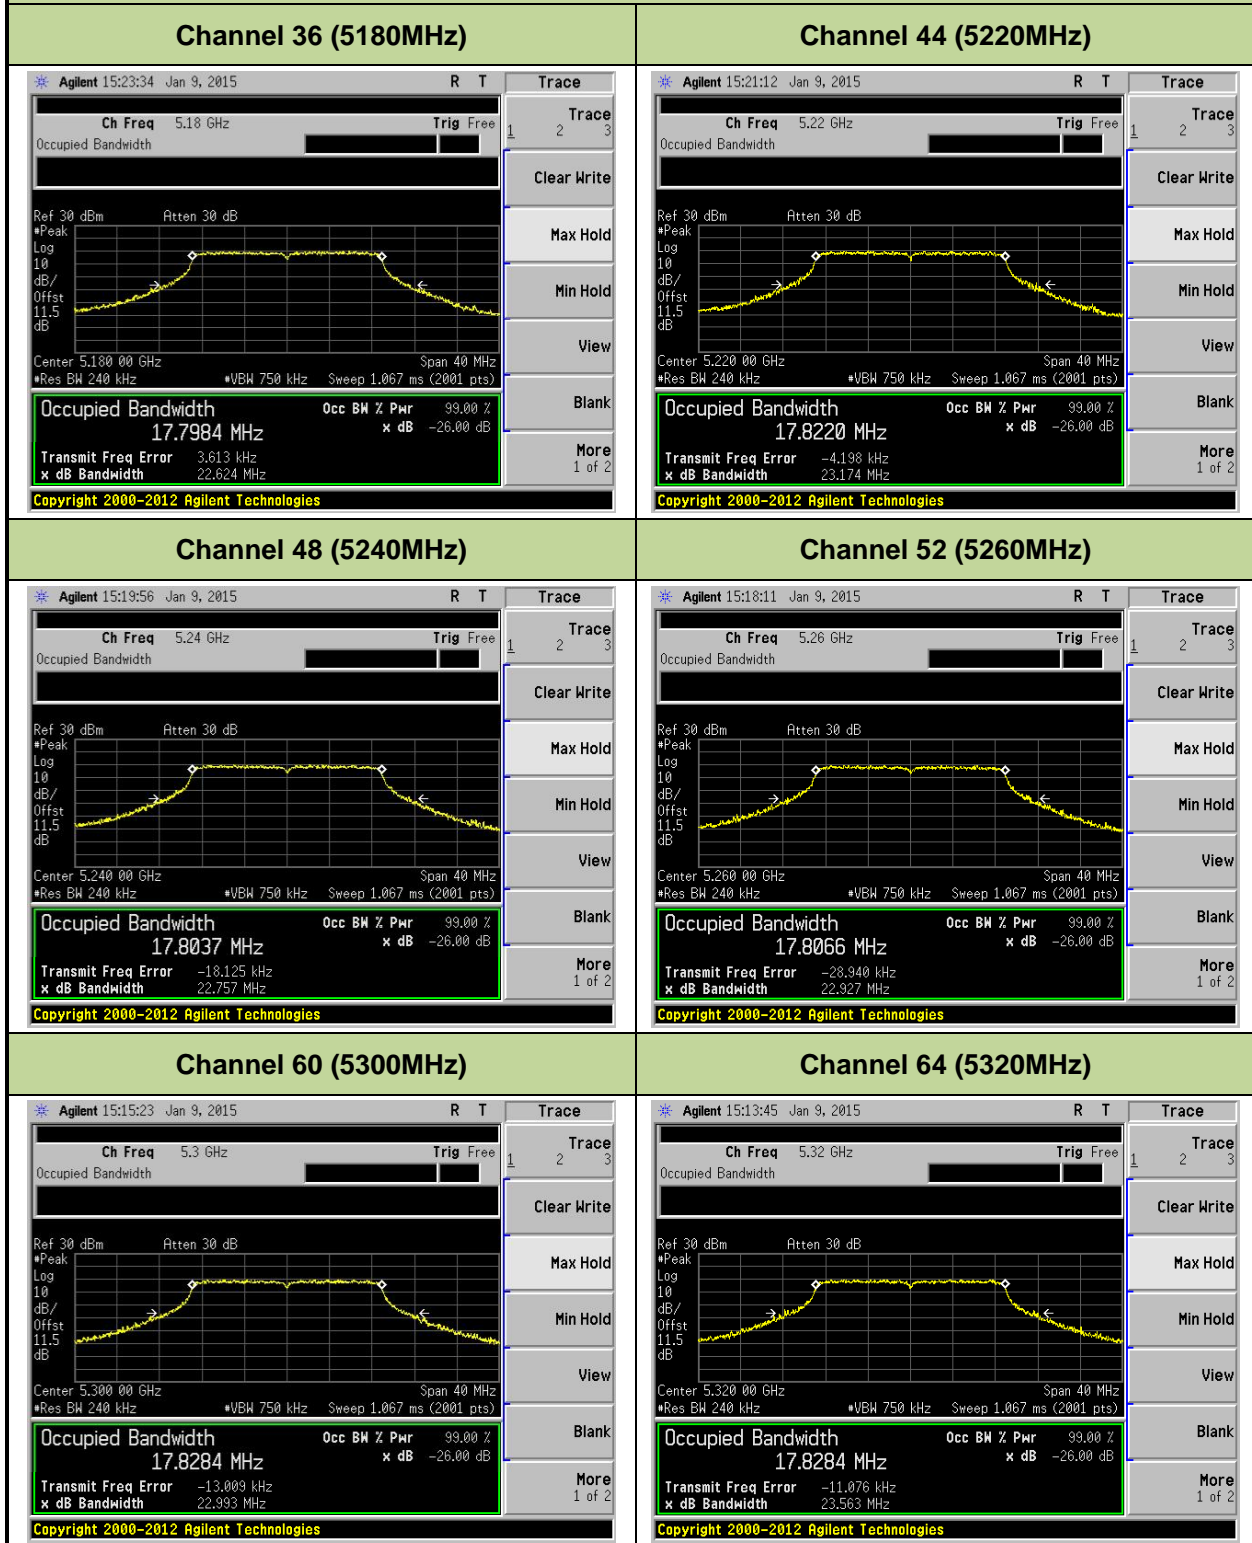 Channel 36 (5180MHz)
Channel 44 (5220MHz)
Agilent 15:23:34 Jan 9, 2015 R T Trace
Ch Freq 5.18 GHz Trig Free
Occupied Bandwidth
Trace
1 2 3
Clear Write
Ref 30 dBm Atten 30 dB
#Peak
Log
10
dB/
Offst
11.5
dB
Max Hold
Min Hold
View
Center 5.180 00 GHz Span 40 MHz
#Res BW 240 kHz #VBW 750 kHz Sweep 1.067 ms (2001 pts)
Occupied Bandwidth Occ BW % Pwr 99.00 %
17.7984 MHz x dB -26.00 dB
Transmit Freq Error 3.613 kHz
x dB Bandwidth 22.624 MHz
Blank
More
1 of 2
Copyright 2000-2012 Agilent Technologies
Agilent 15:21:12 Jan 9, 2015 R T Trace
Ch Freq 5.22 GHz Trig Free
Occupied Bandwidth
Trace
1 2 3
Clear Write
Ref 30 dBm Atten 30 dB
#Peak
Log
10
dB/
Offst
11.5
dB
Max Hold
Min Hold
View
Center 5.220 00 GHz Span 40 MHz
#Res BW 240 kHz #VBW 750 kHz Sweep 1.067 ms (2001 pts)
Occupied Bandwidth Occ BW % Pwr 99.00 %
17.8220 MHz x dB -26.00 dB
Transmit Freq Error -4.198 kHz
x dB Bandwidth 23.174 MHz
Blank
More
1 of 2
Copyright 2000-2012 Agilent Technologies
Channel 48 (5240MHz)
Channel 52 (5260MHz)
Agilent 15:19:56 Jan 9, 2015 R T Trace
Ch Freq 5.24 GHz Trig Free
Occupied Bandwidth
Trace
1 2 3
Clear Write
Ref 30 dBm Atten 30 dB
#Peak
Log
10
dB/
Offst
11.5
dB
Max Hold
Min Hold
View
Center 5.240 00 GHz Span 40 MHz
#Res BW 240 kHz #VBW 750 kHz Sweep 1.067 ms (2001 pts)
Occupied Bandwidth Occ BW % Pwr 99.00 %
17.8037 MHz x dB -26.00 dB
Transmit Freq Error -18.125 kHz
x dB Bandwidth 22.757 MHz
Blank
More
1 of 2
Copyright 2000-2012 Agilent Technologies
Agilent 15:18:11 Jan 9, 2015 R T Trace
Ch Freq 5.26 GHz Trig Free
Occupied Bandwidth
Trace
1 2 3
Clear Write
Ref 30 dBm Atten 30 dB
#Peak
Log
10
dB/
Offst
11.5
dB
Max Hold
Min Hold
View
Center 5.260 00 GHz Span 40 MHz
#Res BW 240 kHz #VBW 750 kHz Sweep 1.067 ms (2001 pts)
Occupied Bandwidth Occ BW % Pwr 99.00 %
17.8066 MHz x dB -26.00 dB
Transmit Freq Error -28.940 kHz
x dB Bandwidth 22.927 MHz
Blank
More
1 of 2
Copyright 2000-2012 Agilent Technologies
Channel 60 (5300MHz)
Channel 64 (5320MHz)
Agilent 15:15:23 Jan 9, 2015 R T Trace
Ch Freq 5.3 GHz Trig Free
Occupied Bandwidth
Trace
1 2 3
Clear Write
Ref 30 dBm Atten 30 dB
#Peak
Log
10
dB/
Offst
11.5
dB
Max Hold
Min Hold
View
Center 5.300 00 GHz Span 40 MHz
#Res BW 240 kHz #VBW 750 kHz Sweep 1.067 ms (2001 pts)
Occupied Bandwidth Occ BW % Pwr 99.00 %
17.8284 MHz x dB -26.00 dB
Transmit Freq Error -13.009 kHz
x dB Bandwidth 22.993 MHz
Blank
More
1 of 2
Copyright 2000-2012 Agilent Technologies
Agilent 15:13:45 Jan 9, 2015 R T Trace
Ch Freq 5.32 GHz Trig Free
Occupied Bandwidth
Trace
1 2 3
Clear Write
Ref 30 dBm Atten 30 dB
#Peak
Log
10
dB/
Offst
11.5
dB
Max Hold
Min Hold
View
Center 5.320 00 GHz Span 40 MHz
#Res BW 240 kHz #VBW 750 kHz Sweep 1.067 ms (2001 pts)
Occupied Bandwidth Occ BW % Pwr 99.00 %
17.8284 MHz x dB -26.00 dB
Transmit Freq Error -11.076 kHz
x dB Bandwidth 23.563 MHz
Blank
More
1 of 2
Copyright 2000-2012 Agilent Technologies